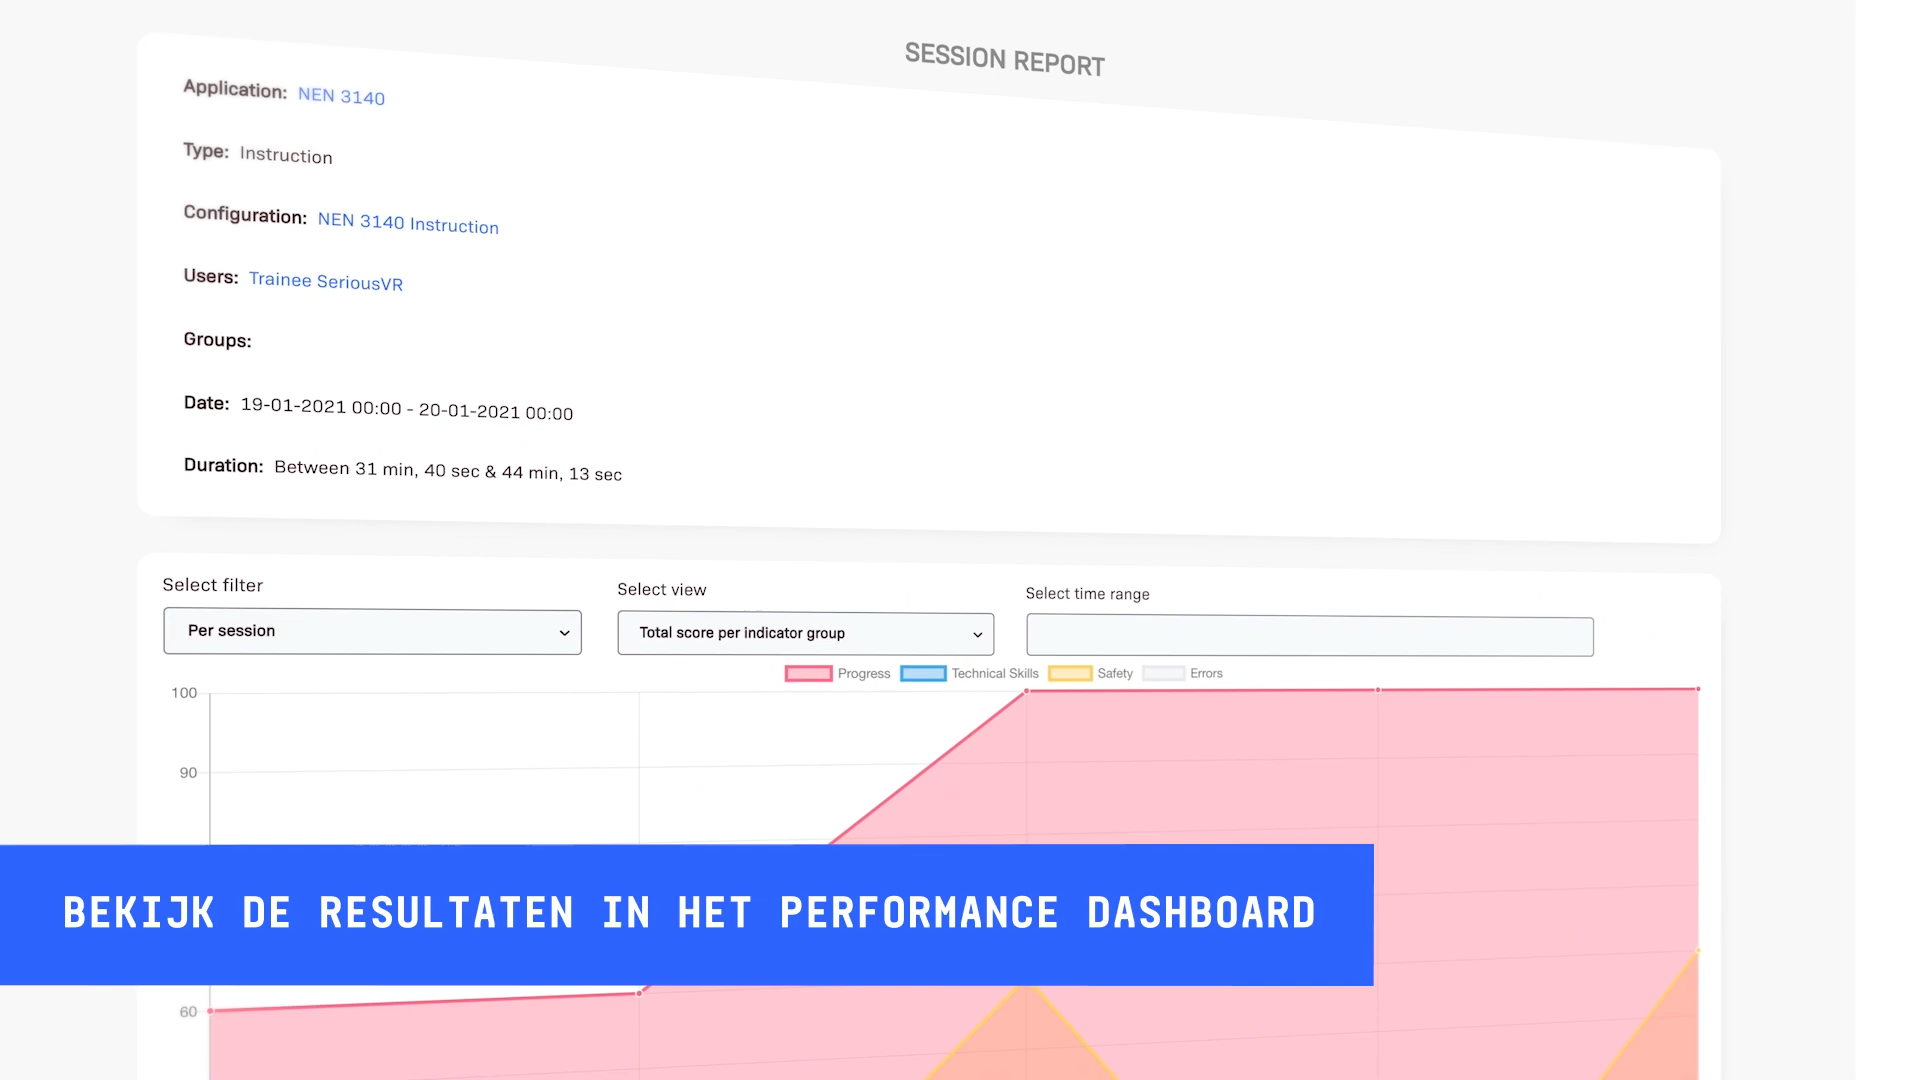 SESSION REPORT
Application: NEN 3140
Type: Instruction
Configuration: NEN 3140 Instruction
Users: Trainee SeriousVR
Groups:
Date: 19-01-2021 00:00 - 20-01-2021 00:00
Duration: Between 31 min, 40 sec & 44 min, 13 sec
Select filter
Select view
Select time range
Per session
Total score per indicator group
Progress
Technical Skills
Safety
Errors
100
90
BEKIJK DE RESULTATEN IN HET PERFORMANCE DASHBOARD
60